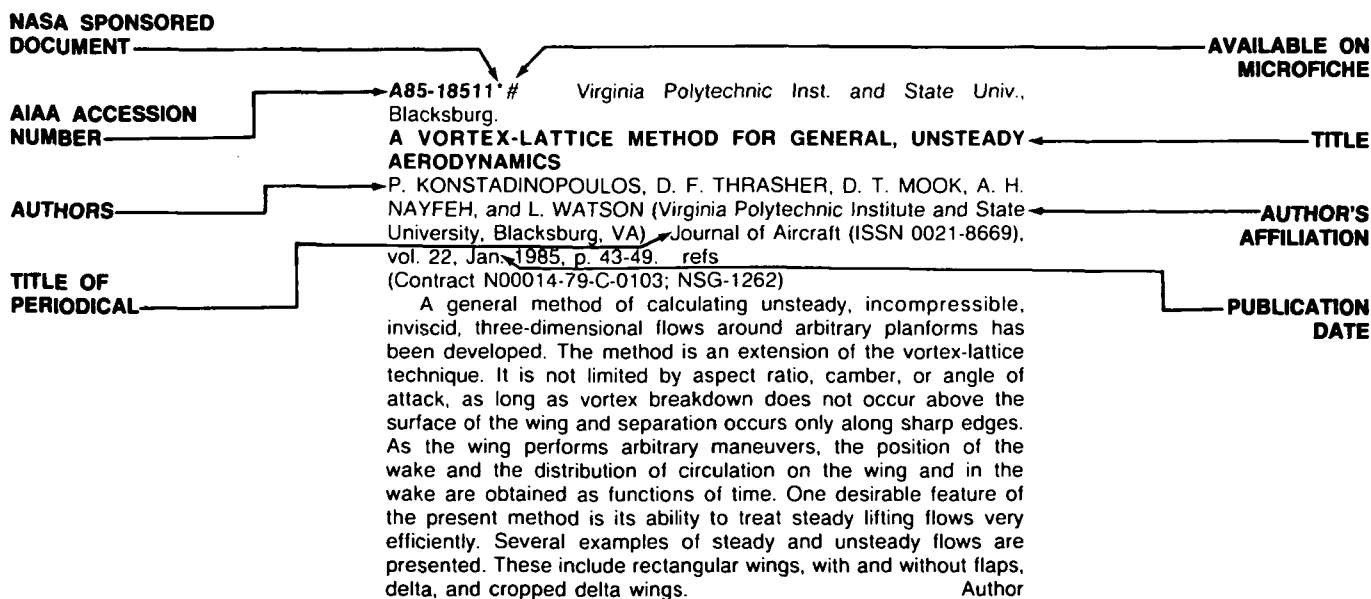 NASA SPONSORED
DOCUMENT
AVAILABLE ON
MICROFICHE
AIAA ACCESSION
NUMBER
A85-18511*# Virginia Polytechnic Inst. and State Univ.,
Blacksburg.
A VORTEX-LATTICE METHOD FOR GENERAL, UNSTEADY
AERODYNAMICS
TITLE
AUTHORS
P. KONSTADINOPOULOS, D. F. THRASHER, D. T. MOOK, A. H.
NAYFEH, and L. WATSON (Virginia Polytechnic Institute and State
University, Blacksburg, VA) Journal of Aircraft (ISSN 0021-8669),
vol. 22, Jan. 1985, p. 43-49. refs
(Contract N00014-79-C-0103; NSG-1262)
AUTHOR'S
AFFILIATION
TITLE OF
PERIODICAL
PUBLICATION
DATE
A general method of calculating unsteady, incompressible,
inviscid, three-dimensional flows around arbitrary planforms has
been developed. The method is an extension of the vortex-lattice
technique. It is not limited by aspect ratio, camber, or angle of
attack, as long as vortex breakdown does not occur above the
surface of the wing and separation occurs only along sharp edges.
As the wing performs arbitrary maneuvers, the position of the
wake and the distribution of circulation on the wing and in the
wake are obtained as functions of time. One desirable feature of
the present method is its ability to treat steady lifting flows very
efficiently. Several examples of steady and unsteady flows are
presented. These include rectangular wings, with and without flaps,
delta, and cropped delta wings. Author